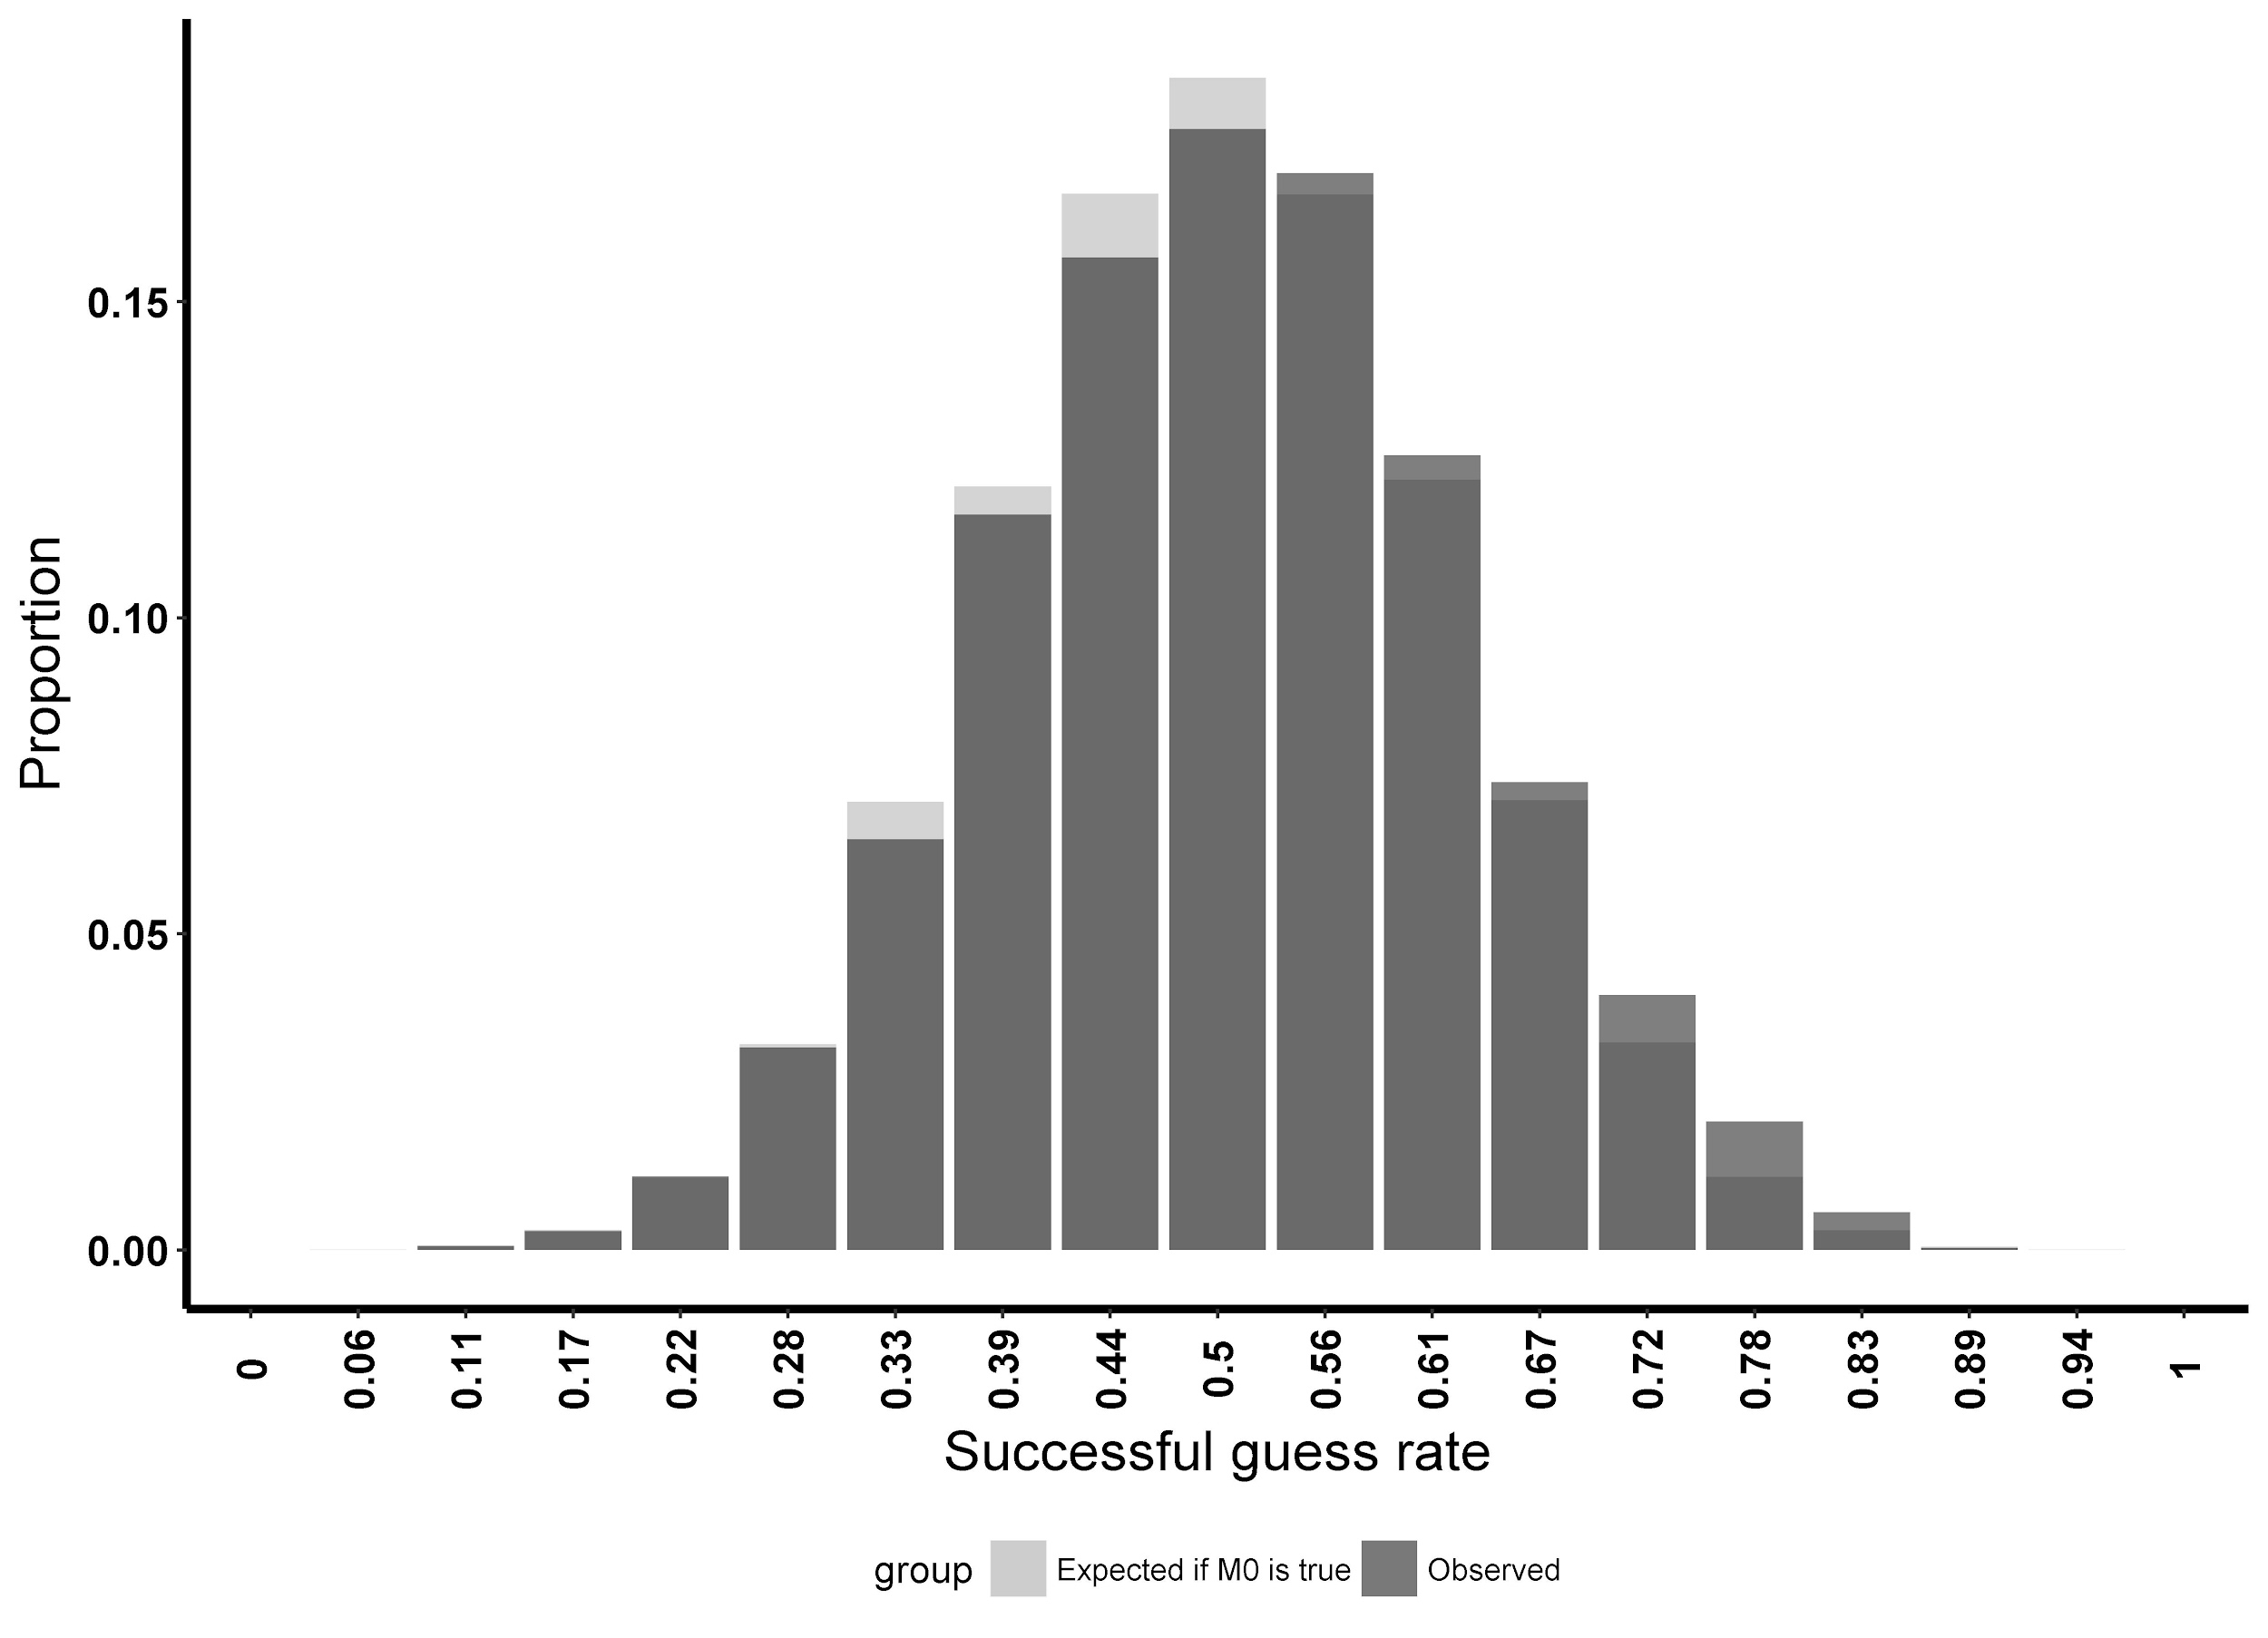 Proportion
0.15
0.10
0.05
0.00
0 0.06 0.11 0.17 0.22 0.28 0.33 0.39 0.44 0.5 0.56 0.61 0.67 0.72 0.78 0.83 0.89 0.94 1
Successful guess rate
group Expected if M0 is true Observed